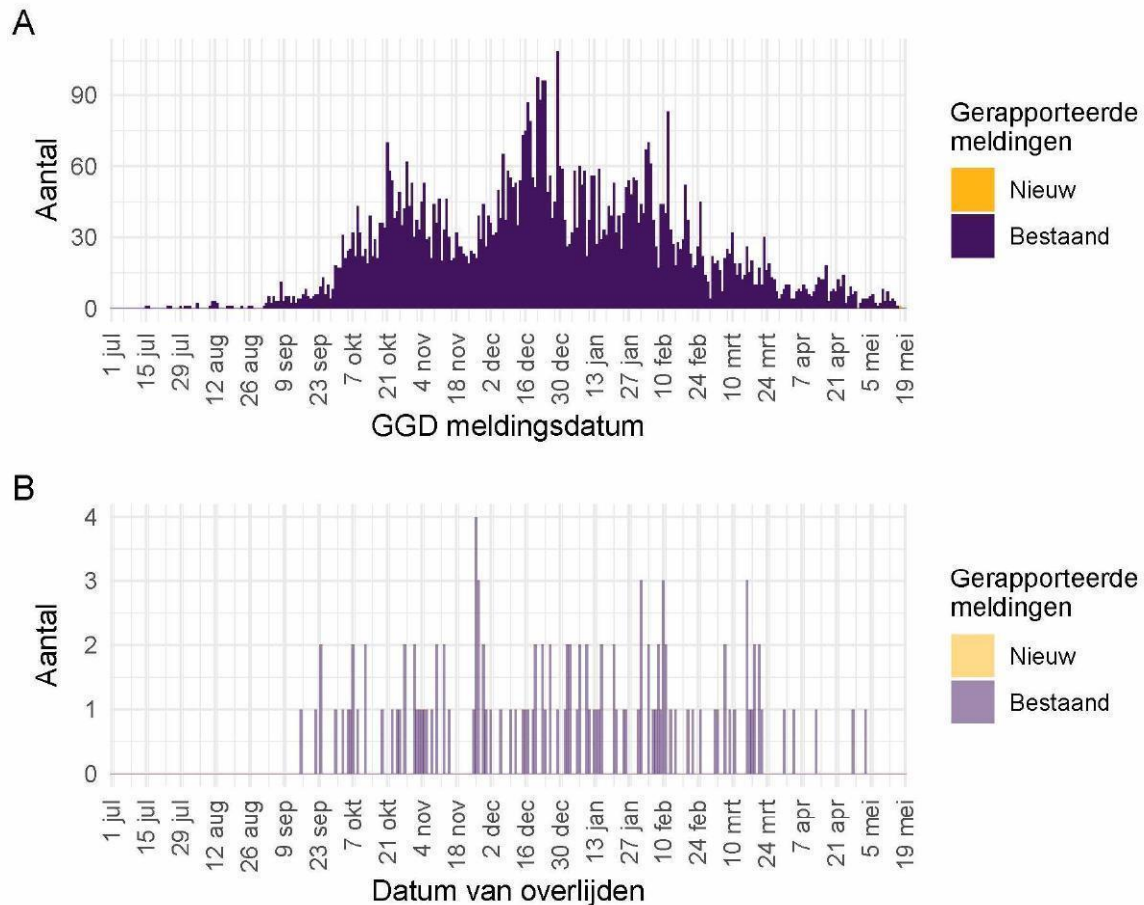 A
Aantal
90
60
30
0
1 jul
15 jul
29 jul
12 aug
26 aug
9 sep
23 sep
7 okt
21 okt
4 nov
18 nov
2 dec
16 dec
30 dec
13 jan
27 jan
10 feb
24 feb
10 mrt
24 mrt
7 apr
21 apr
5 mei
19 mei
GGD meldingsdatum
Gerapporteerde
meldingen
Nieuw
Bestaand
B
Aantal
4
3
2
1
0
1 jul
15 jul
29 jul
12 aug
26 aug
9 sep
23 sep
7 okt
21 okt
4 nov
18 nov
2 dec
16 dec
30 dec
13 jan
27 jan
10 feb
24 feb
10 mrt
24 mrt
7 apr
21 apr
5 mei
19 mei
Datum van overlijden
Gerapporteerde
meldingen
Nieuw
Bestaand